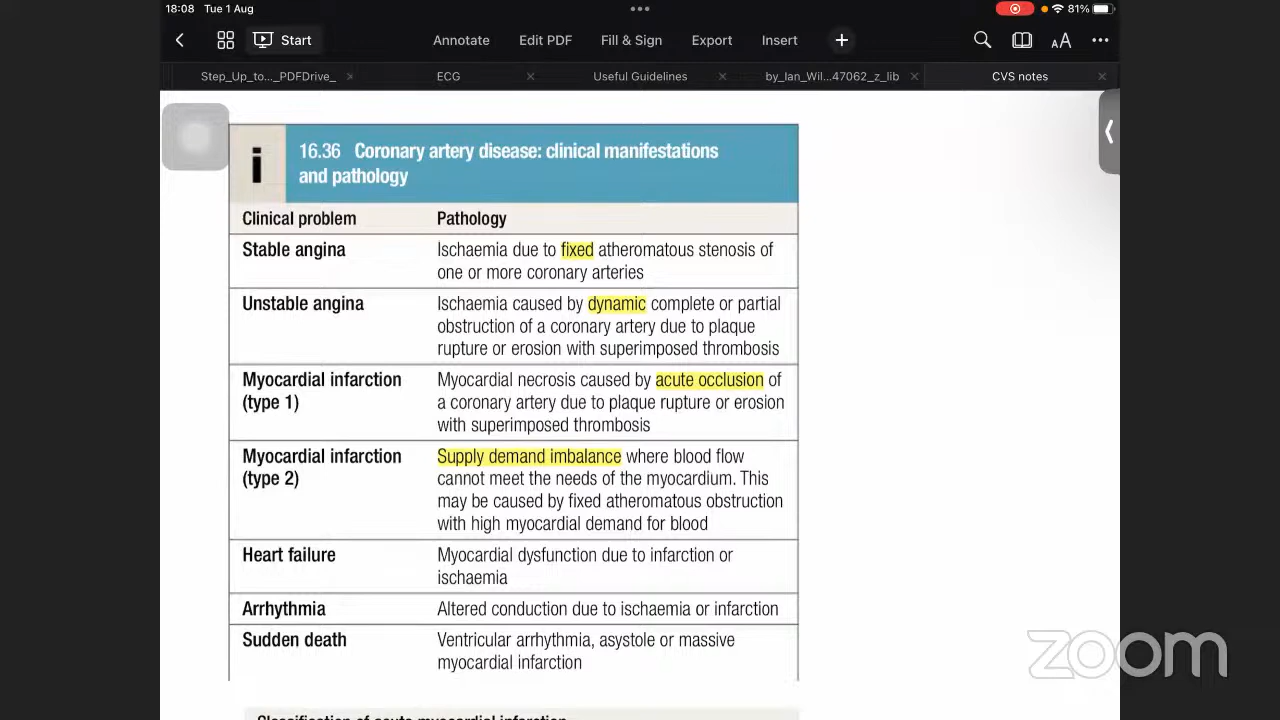 18:08 Tue 1 Aug
81%
Start
Annotate Edit PDF Fill & Sign Export Insert
AA
Step_Up_to..._PDFDrive_ ECG Useful Guidelines by_Ian_Wil...47062_z_lib CVS notes
i
16.36 Coronary artery disease: clinical manifestations
and pathology
Clinical problem Pathology
Stable angina Ischaemia due to fixed atheromatous stenosis of
one or more coronary arteries
Unstable angina Ischaemia caused by dynamic complete or partial
obstruction of a coronary artery due to plaque
rupture or erosion with superimposed thrombosis
Myocardial infarction Myocardial necrosis caused by acute occlusion of
(type 1) a coronary artery due to plaque rupture or erosion
with superimposed thrombosis
Myocardial infarction Supply demand imbalance where blood flow
(type 2) cannot meet the needs of the myocardium. This
may be caused by fixed atheromatous obstruction
with high myocardial demand for blood
Heart failure Myocardial dysfunction due to infarction or
ischaemia
Arrhythmia Altered conduction due to ischaemia or infarction
Sudden death Ventricular arrhythmia, asystole or massive
myocardial infarction
Classification of acute myocardial infarction
zoom